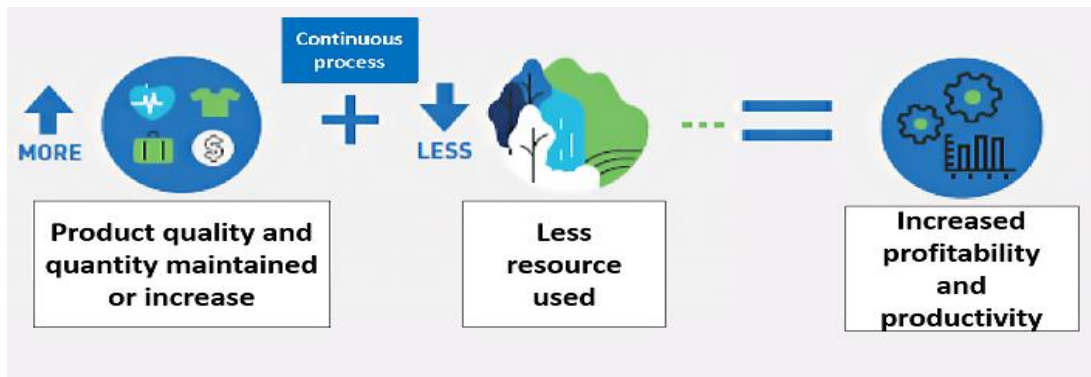 Continuous
process
MORE
LESS
$
Product quality and
quantity maintained
or increase
Less
resource
used
Increased
profitability
and
productivity